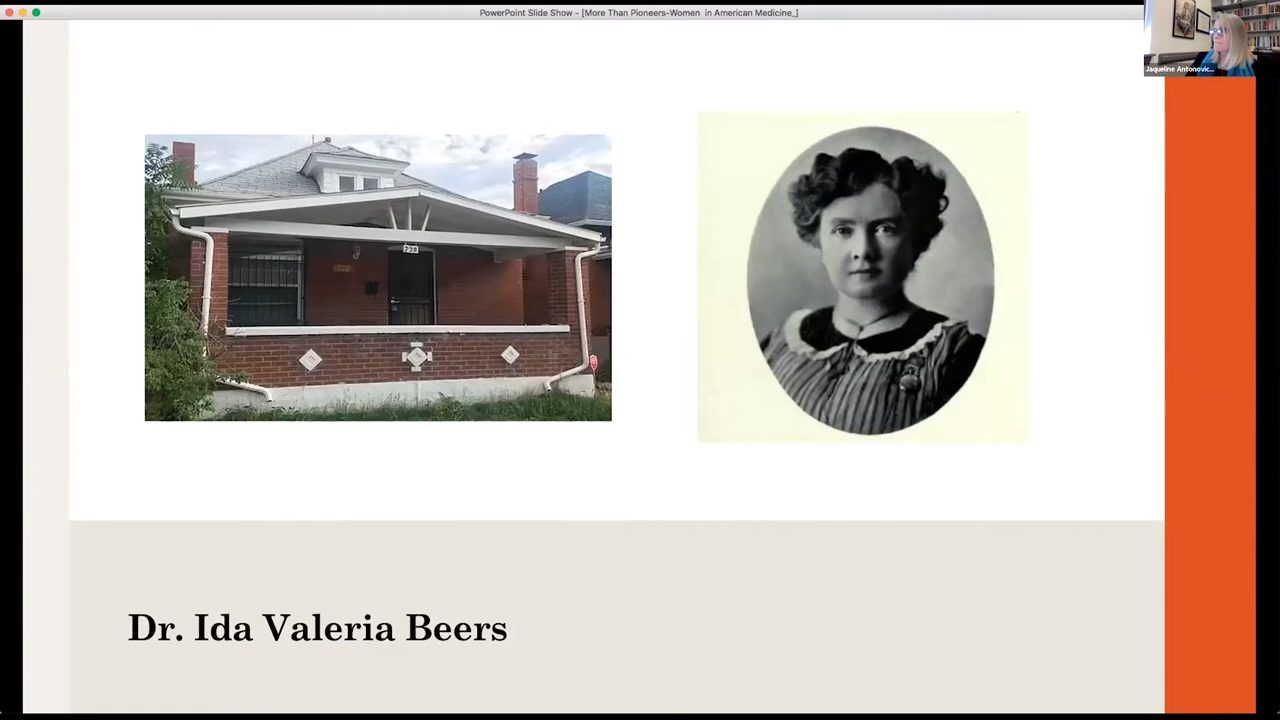 PowerPoint Slide Show - [More Than Pioneers-Women  in American Medicine_]
Jaqueline Antonovic...
Dr. Ida Valeria Beers